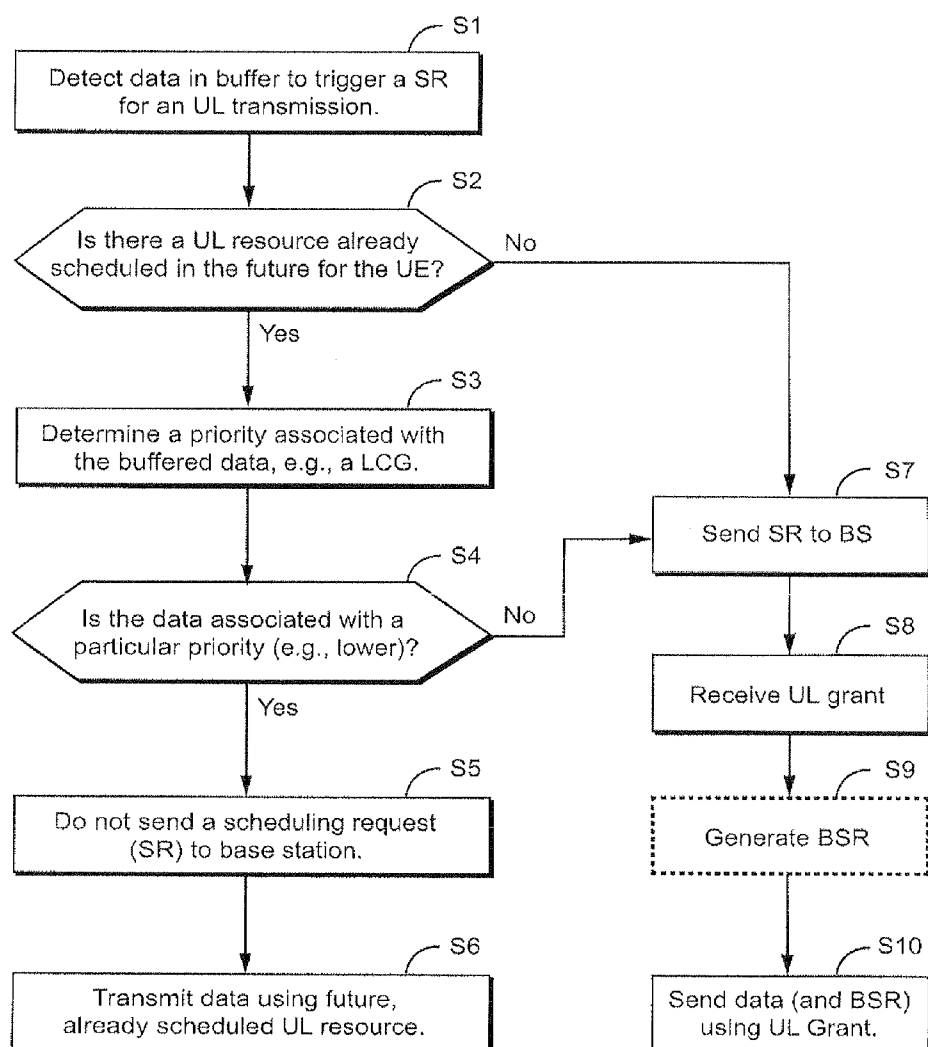 S1
Detect data in buffer to trigger a SR
for an UL transmission.
S2
Is there a UL resource already
scheduled in the future for the UE?
No
Yes
S3
Determine a priority associated with
the buffered data, e.g., a LCG.
S4
Is the data associated with a
particular priority (e.g., lower)?
No
Yes
S5
Do not send a scheduling request
(SR) to base station.
S6
Transmit data using future,
already scheduled UL resource.
S7
Send SR to BS
S8
Receive UL grant
S9
Generate BSR
S10
Send data (and BSR)
using UL Grant.